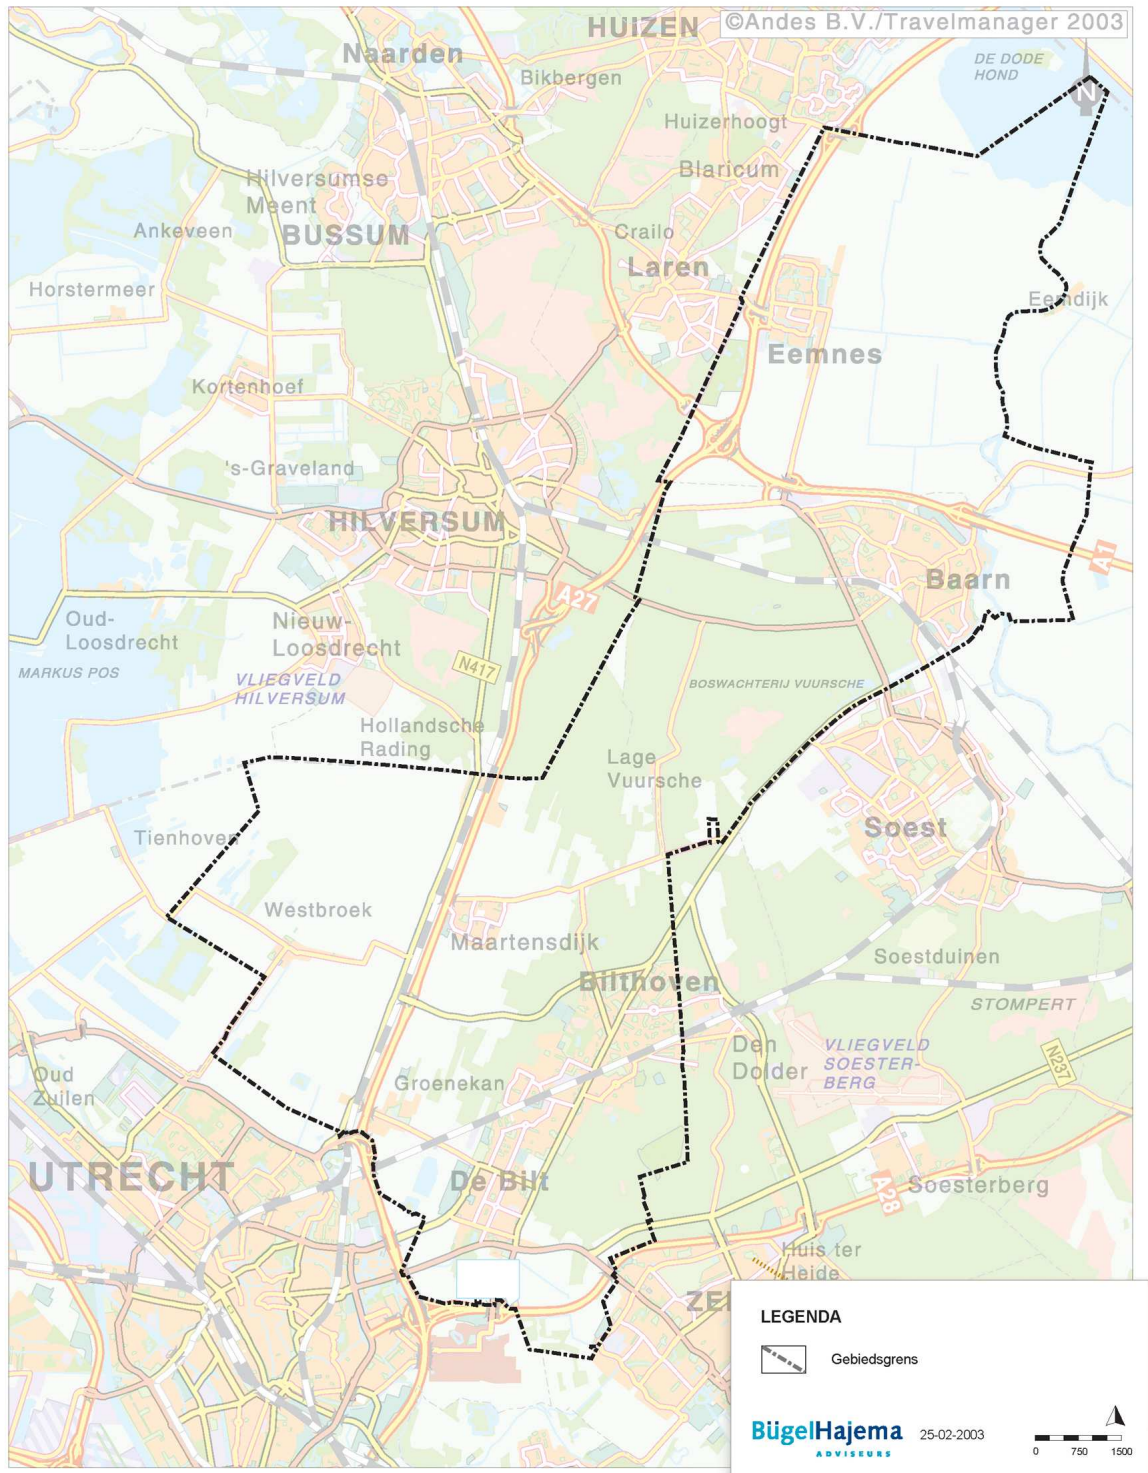 ©Andes B.V./Travelmanager 2003
HUIZEN
Naarden
Bikbergen
DE DODE
HOND
N
Huizerhoogt
Blaricum
Hilversumse
Meent
Ankeveen
BUSSUM
Crailo
Laren
Horstermeer
Eemdijk
Eemnes
Kortenhoef
's-Graveland
HILVERSUM
A1
Baarn
A27
Oud-
Loosdrecht
Nieuw-
Loosdrecht
MARKUS POS
VLIEGVELD
HILVERSUM
N417
BOSWACHTERIJ VUURSCHE
Hollandsche
Rading
Lage
Vuursche
Tienhoven
Soest
Westbroek
Maartensdijk
Soestduinen
Bilthoven
STOMPERT
Den
Dolder
VLIEGVELD
SOESTER-
BERG
N237
Oud
Zuilen
Groenekan
UTRECHT
De Bilt
A28
Soesterberg
Huis ter
Heide
LEGENDA
Gebiedsgrens
BügelHajema
ADVISEURS
25-02-2003
0 750 1500